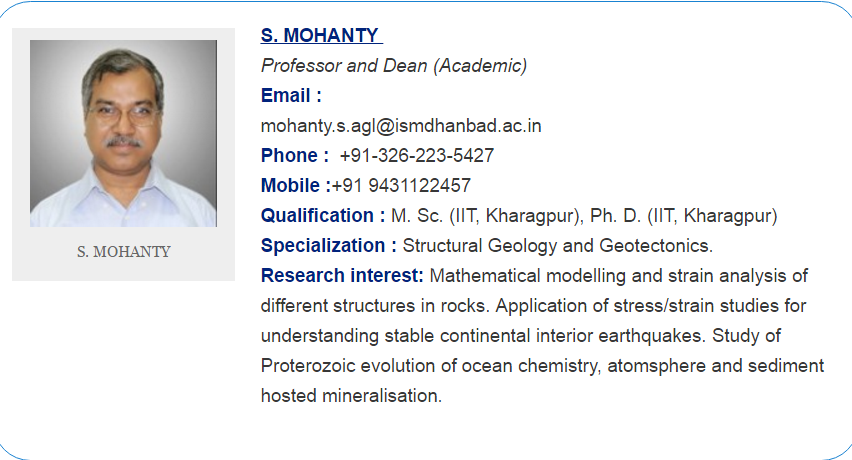 S. MOHANTY
Professor and Dean (Academic)
Email :
mohanty.s.agl@ismdhanbad.ac.in
Phone : +91-326-223-5427
Mobile :+91 9431122457
Qualification : M. Sc. (IIT, Kharagpur), Ph. D. (IIT, Kharagpur)
Specialization : Structural Geology and Geotectonics.
Research interest: Mathematical modelling and strain analysis of
different structures in rocks. Application of stress/strain studies for
understanding stable continental interior earthquakes. Study of
Proterozoic evolution of ocean chemistry, atomsphere and sediment
hosted mineralisation.
S. MOHANTY